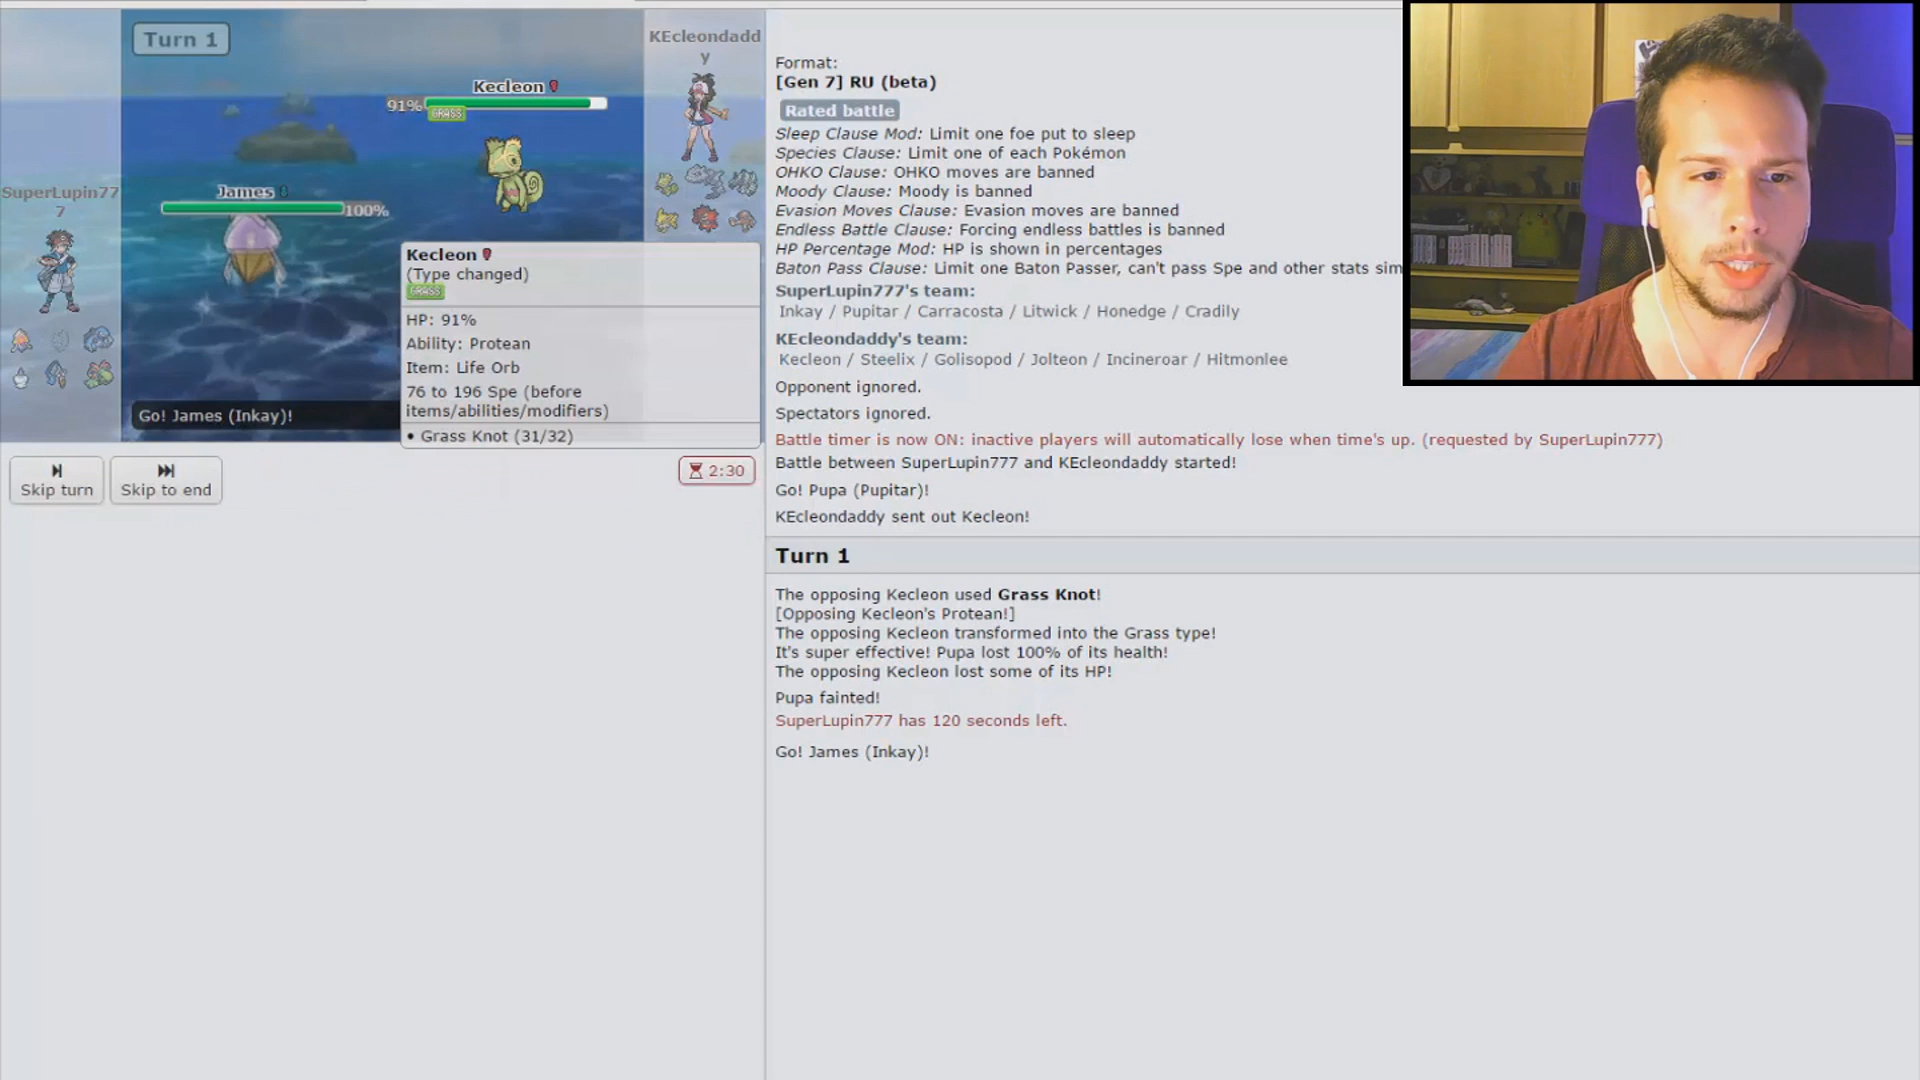 Turn 1
KEcleondadd
y
Kecleon
91%
GRASS
SuperLupin77
7
James
100%
Kecleon
(Type changed)
GRASS
HP: 91%
Ability: Protean
Item: Life Orb
76 to 196 Spe (before
items/abilities/modifiers)
• Grass Knot (31/32)
Go! James (Inkay)!
Skip turn
Skip to end
2:30
Format:
[Gen 7] RU (beta)
Rated battle
Sleep Clause Mod: Limit one foe put to sleep
Species Clause: Limit one of each Pokémon
OHKO Clause: OHKO moves are banned
Moody Clause: Moody is banned
Evasion Moves Clause: Evasion moves are banned
Endless Battle Clause: Forcing endless battles is banned
HP Percentage Mod: HP is shown in percentages
Baton Pass Clause: Limit one Baton Passer, can't pass Spe and other stats sim
SuperLupin777's team:
Inkay / Pupitar / Carracosta / Litwick / Honedge / Cradily
KEcleondaddy's team:
Kecleon / Steelix / Golisopod / Jolteon / Incineroar / Hitmonlee
Opponent ignored.
Spectators ignored.
Battle timer is now ON: inactive players will automatically lose when time's up. (requested by SuperLupin777)
Battle between SuperLupin777 and KEcleondaddy started!
Go! Pupa (Pupitar)!
KEcleondaddy sent out Kecleon!
Turn 1
The opposing Kecleon used Grass Knot!
[Opposing Kecleon's Protean!]
The opposing Kecleon transformed into the Grass type!
It's super effective! Pupa lost 100% of its health!
The opposing Kecleon lost some of its HP!
Pupa fainted!
SuperLupin777 has 120 seconds left.
Go! James (Inkay)!